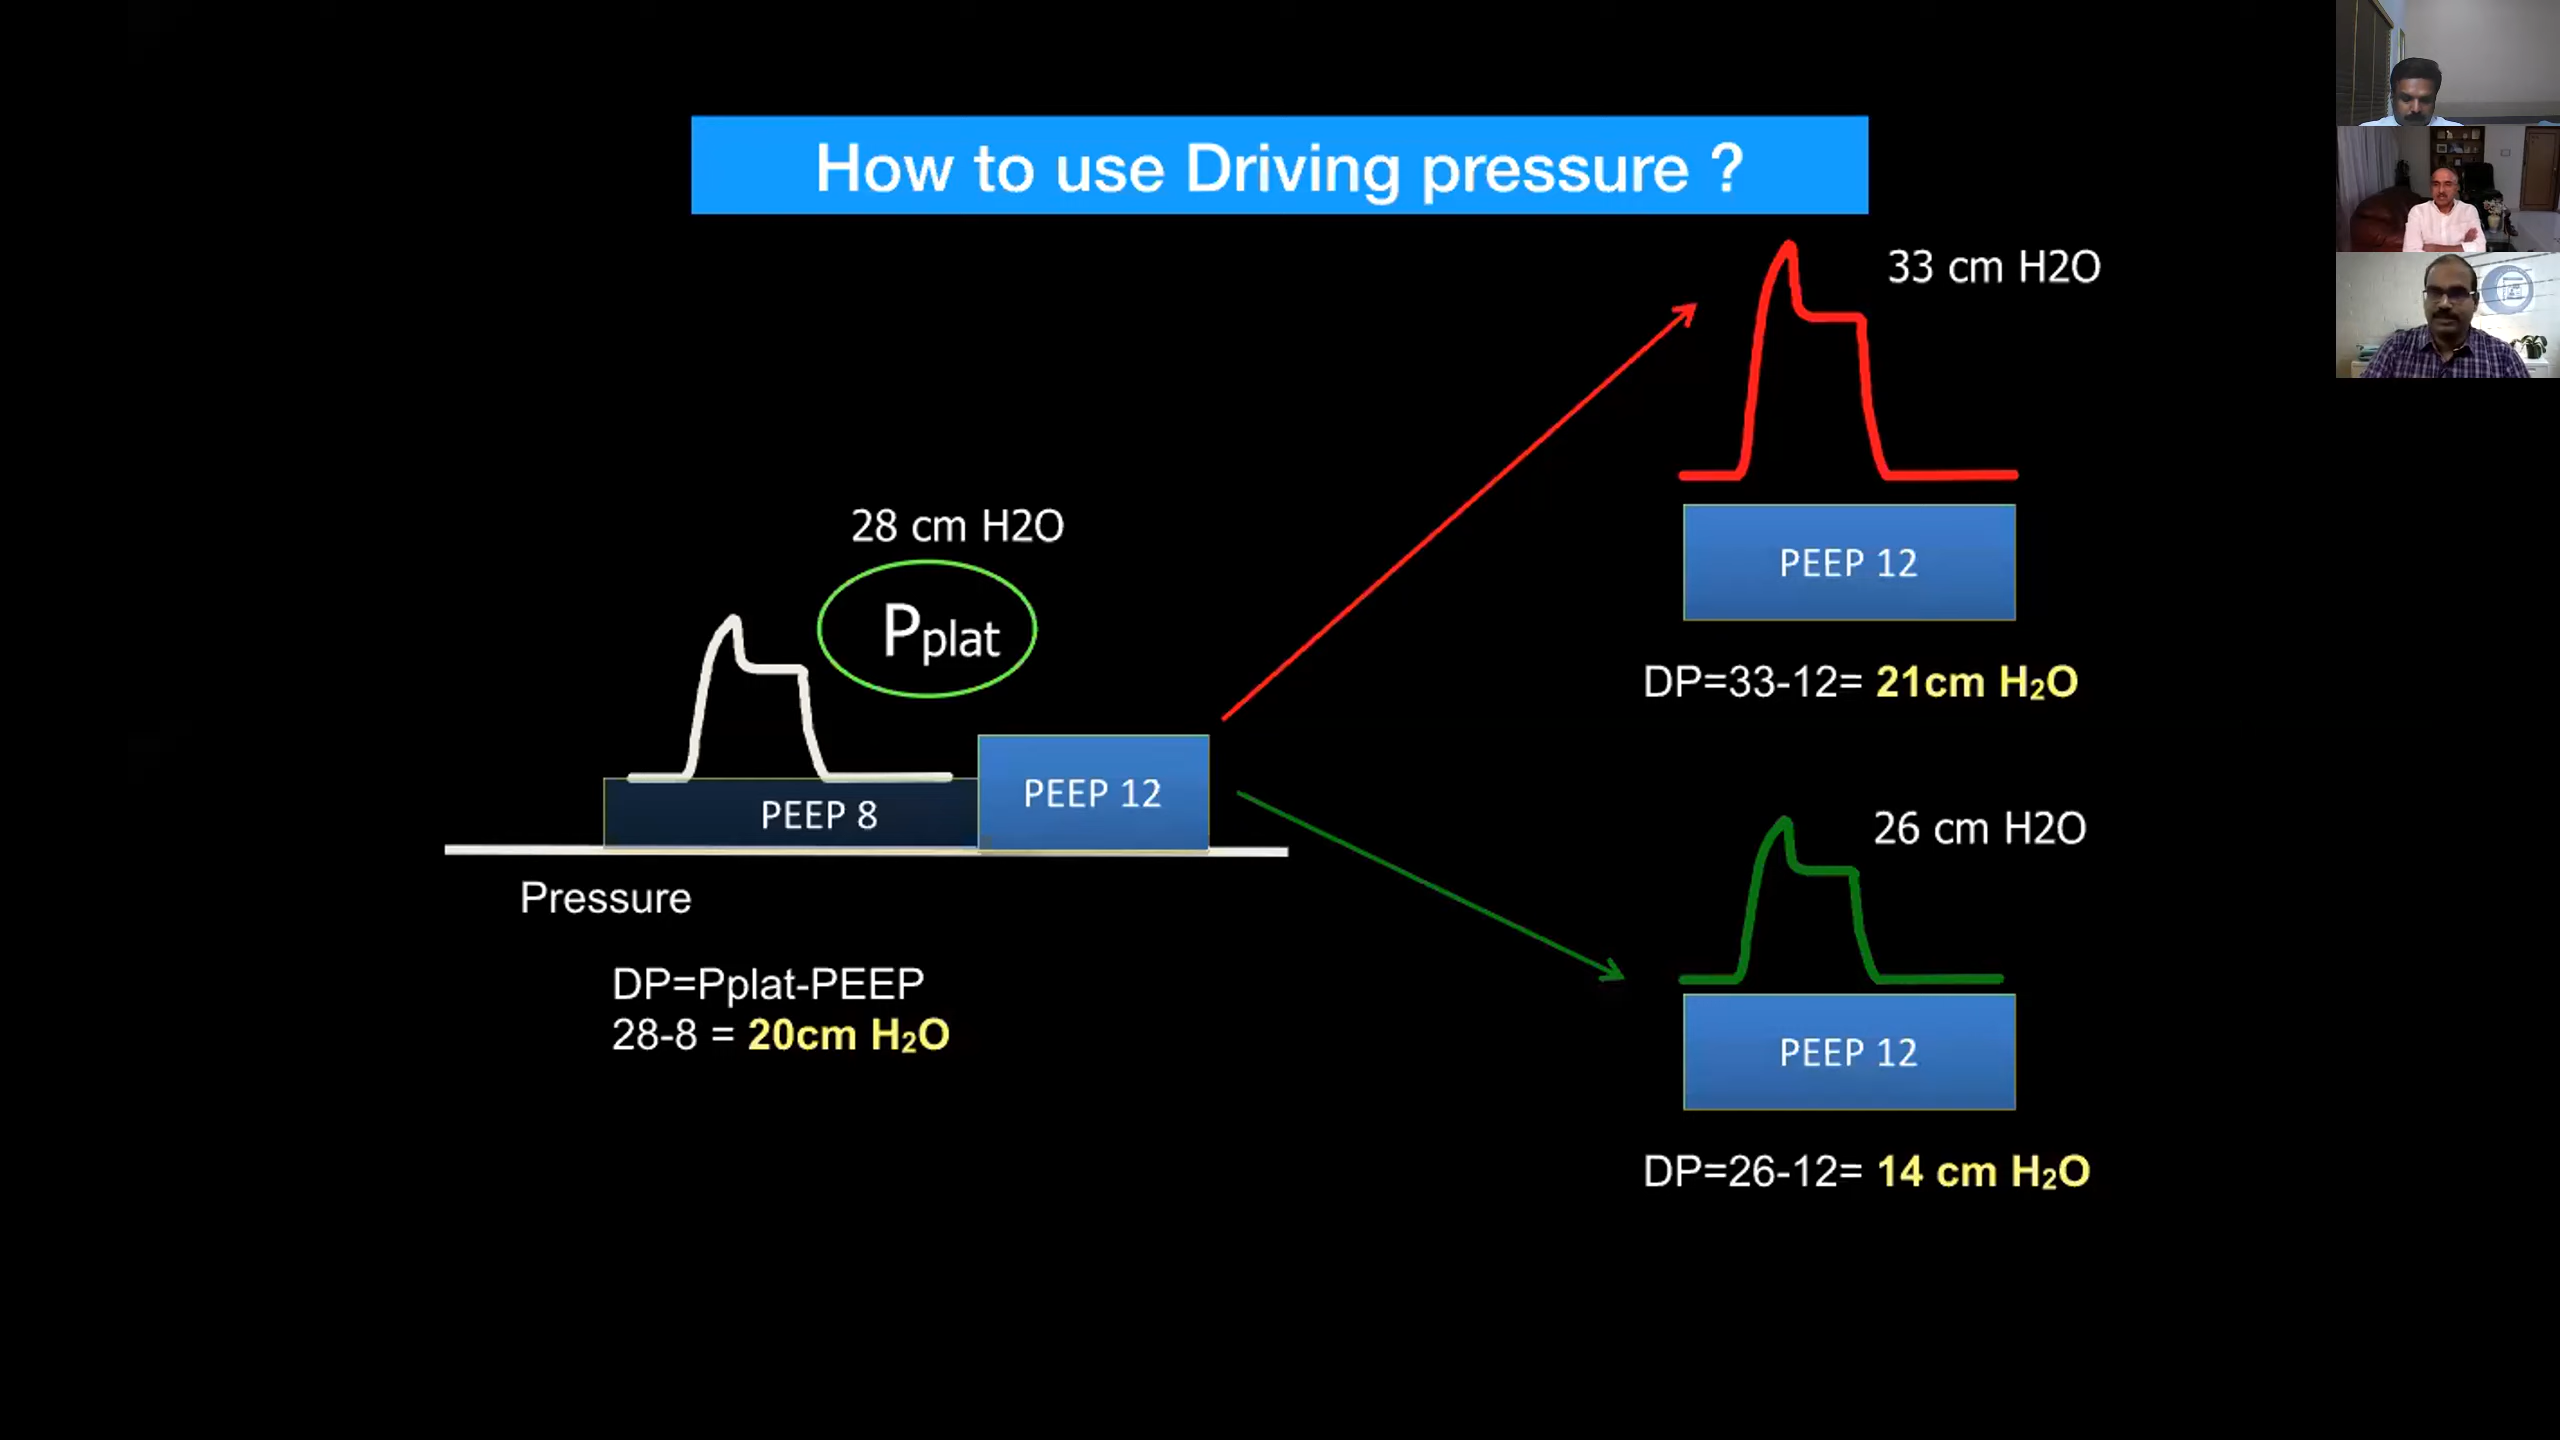 How to use Driving pressure ?
28 cm H2O
Pplat
PEEP 8
PEEP 12
Pressure
DP=Pplat-PEEP
28-8 = 20cm H₂O
33 cm H2O
PEEP 12
DP=33-12= 21cm H₂O
26 cm H2O
PEEP 12
DP=26-12= 14 cm H₂O